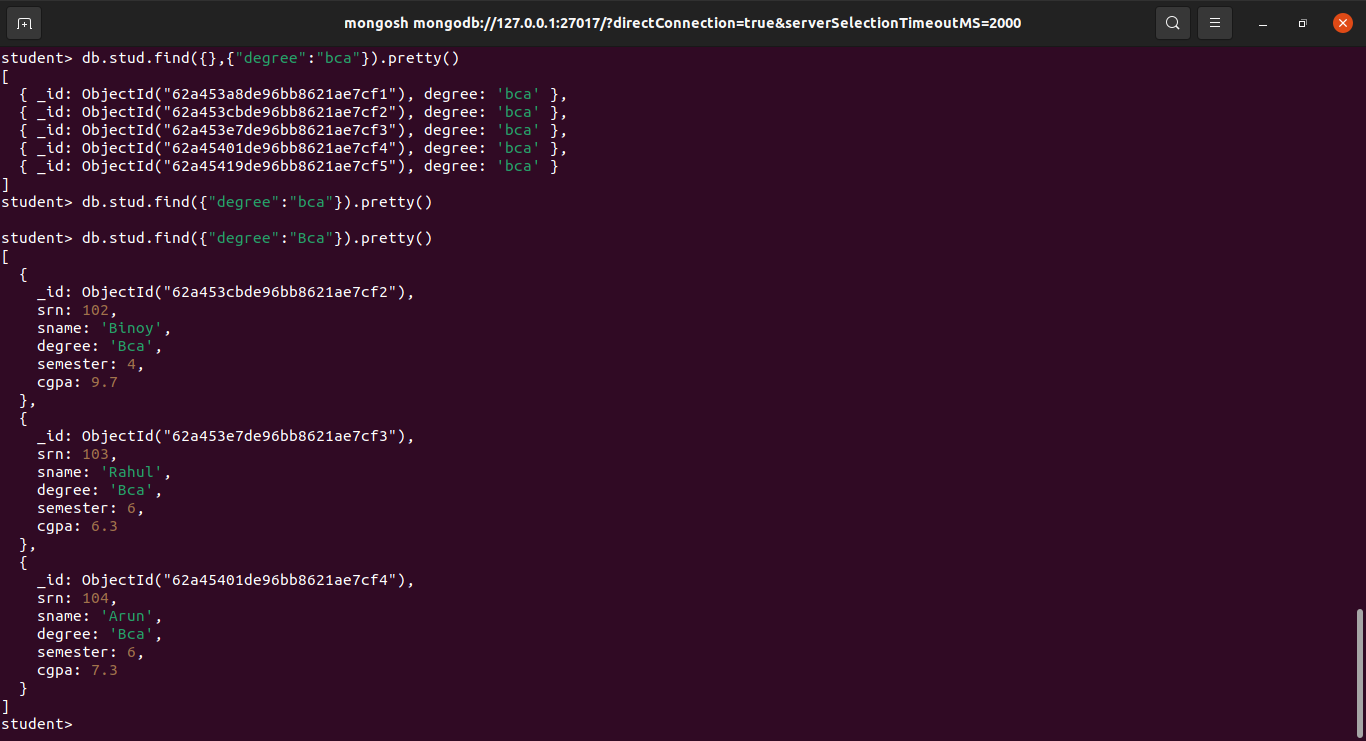 mongosh mongodb://127.0.0.1:27017/?directConnection=true&serverSelectionTimeoutMS=2000
student> db.stud.find({},{"degree":"bca"}).pretty()
[
  { _id: ObjectId("62a453a8de96bb8621ae7cf1"), degree: 'bca' },
  { _id: ObjectId("62a453cbde96bb8621ae7cf2"), degree: 'bca' },
  { _id: ObjectId("62a453e7de96bb8621ae7cf3"), degree: 'bca' },
  { _id: ObjectId("62a45401de96bb8621ae7cf4"), degree: 'bca' },
  { _id: ObjectId("62a45419de96bb8621ae7cf5"), degree: 'bca' }
]
student> db.stud.find({"degree":"bca"}).pretty()

student> db.stud.find({"degree":"Bca"}).pretty()
[
  {
    _id: ObjectId("62a453cbde96bb8621ae7cf2"),
    srn: 102,
    sname: 'Binoy',
    degree: 'Bca',
    semester: 4,
    cgpa: 9.7
  },
  {
    _id: ObjectId("62a453e7de96bb8621ae7cf3"),
    srn: 103,
    sname: 'Rahul',
    degree: 'Bca',
    semester: 6,
    cgpa: 6.3
  },
  {
    _id: ObjectId("62a45401de96bb8621ae7cf4"),
    srn: 104,
    sname: 'Arun',
    degree: 'Bca',
    semester: 6,
    cgpa: 7.3
  }
]
student>